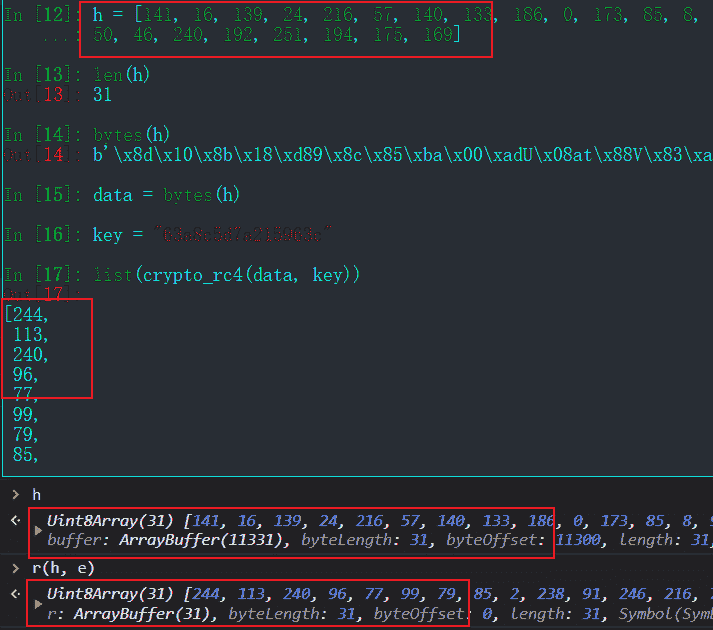 In [12]: h = [141, 16, 139, 24, 216, 57, 140, 133, 186, 0, 173, 85, 8,
...: 50, 46, 240, 192, 251, 194, 175, 169]
In [13]: len(h)
Out[13]: 31
In [14]: bytes(h)
Out[14]: b'\x8d\x10\x8b\x18\xd89\x8c\x85\xba\x00\xadU\x08at\x88V\x83\xa
In [15]: data = bytes(h)
In [16]: key =
In [17]: list(crypto_rc4(data, key))
Out[17]:
[244,
113,
240,
96,
77,
99,
79,
85,
> h
Uint8Array(31) [141, 16, 139, 24, 216, 57, 140, 133, 186, 0, 173, 85, 8,
buffer: ArrayBuffer(11331), byteLength: 31, byteOffset: 11300, length: 31,
> r(h, e)
Uint8Array(31) [244, 113, 240, 96, 77, 99, 79, 85, 2, 238, 91, 246, 216,
r: ArrayBuffer(31), byteLength: 31, byteOffset: 0, length: 31, Symbol(Sym